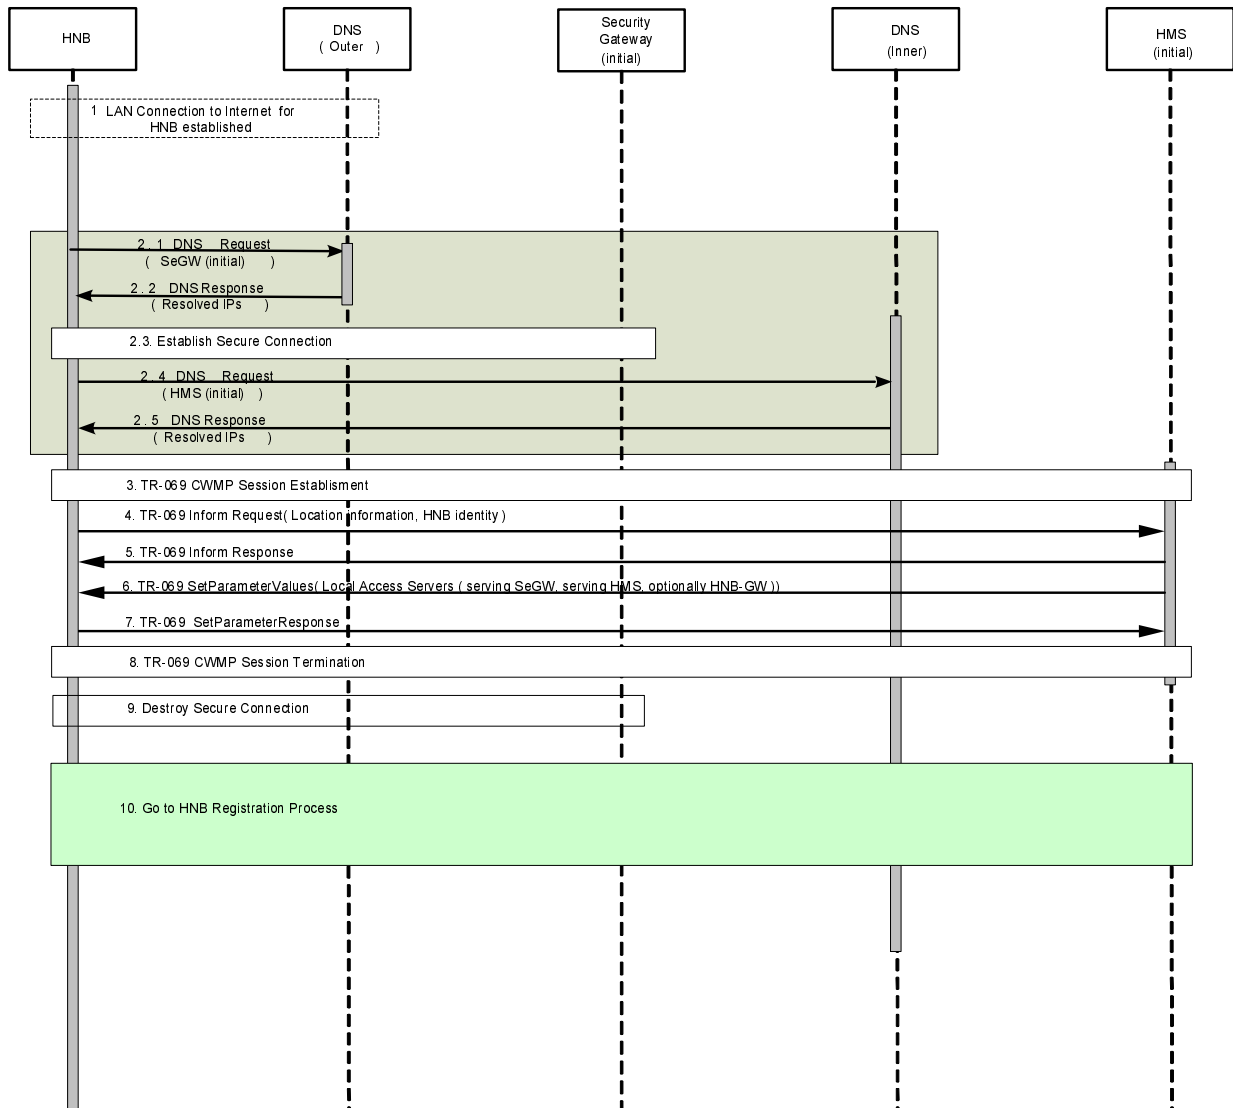 HNB
DNS
( Outer )
Security
Gateway
(initial)
DNS
(Inner)
HMS
(initial)
1 LAN Connection to Internet for
HNB established
2 . 1 DNS Request
( SeGW (initial) )
2 . 2 DNS Response
( Resolved IPs )
2.3. Establish Secure Connection
2 . 4 DNS Request
( HMS (initial) )
2 . 5 DNS Response
( Resolved IPs )
3. TR-069 CWMP Session Establisment
4. TR-069 Inform Request( Location information, HNB identity )
5. TR-069 Inform Response
6. TR-069 SetParameterValues( Local Access Servers ( serving SeGW, serving HMS, optionally HNB-GW ))
7. TR-069 SetParameterResponse
8. TR-069 CWMP Session Termination
9. Destroy Secure Connection
10. Go to HNB Registration Process